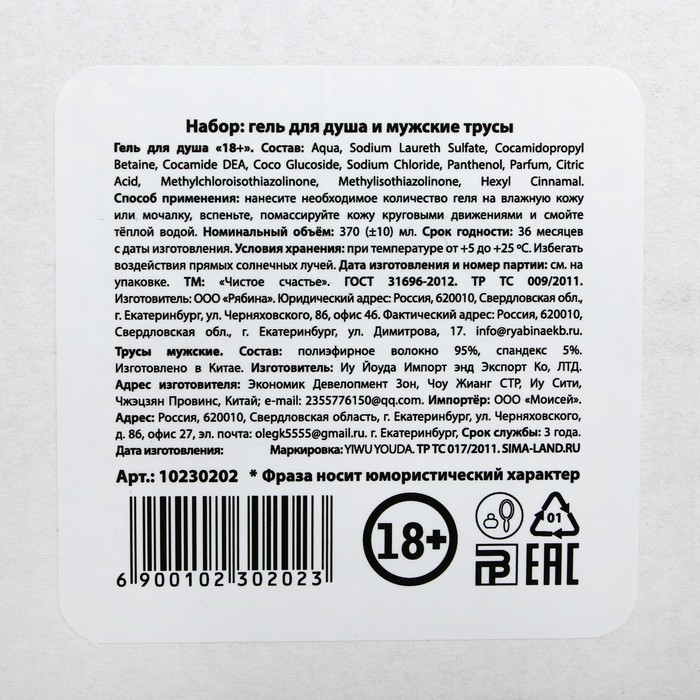 Набор: гель для душа и мужские трусы
Гель для душа «18+». Состав: Aqua, Sodium Laureth Sulfate, Cocamidopropyl
Betaine, Cocamide DEA, Coco Glucoside, Sodium Chloride, Panthenol, Parfum, Citric
Acid, Methylchloroisothiazolinone, Methylisothiazolinone, Hexyl Cinnamal.
Способ применения: нанесите необходимое количество геля на влажную кожу
или мочалку, вспеньте, помассируйте кожу круговыми движениями и смойте
тёплой водой. Номинальный объём: 370 (±10) мл. Срок годности: 36 месяцев
с даты изготовления. Условия хранения: при температуре от +5 до +25 ºС. Избегать
воздействия прямых солнечных лучей. Дата изготовления и номер партии: см. на
упаковке. ТМ: «Чистое счастье». ГОСТ 31696-2012. ТР ТС 009/2011.
Изготовитель: ООО «Рябина». Юридический адрес: Россия, 620010, Свердловская обл.,
г. Екатеринбург, ул. Черняховского, 86, офис 46. Фактический адрес: Россия, 620010,
Свердловская обл., г. Екатеринбург, ул. Димитрова, 17. info@ryabinaekb.ru
Трусы мужские. Состав: полиэфирное волокно 95%, спандекс 5%.
Изготовлено в Китае. Изготовитель: Иу Йоуда Импорт энд Экспорт Ко, ЛТД.
Адрес изготовителя: Экономик Девелопмент Зон, Чоу Жианг СТР, Иу Сити,
Чжэцзян Провинс, Китай; e-mail: 2355776150@qq.com. Импортёр: ООО «Моисей».
Адрес: Россия, 620010, Свердловская область, г. Екатеринбург, ул. Черняховского,
д. 86, офис 27, эл. почта: olegk5555@gmail.ru. г. Екатеринбург, Срок службы: 3 года.
Дата изготовления: Маркировка: YIWU YOUDA. ТР ТС 017/2011. SIMA-LAND.RU
Арт.: 10230202 * Фраза носит юмористический характер
6 900102 302023
18+
01
EAC